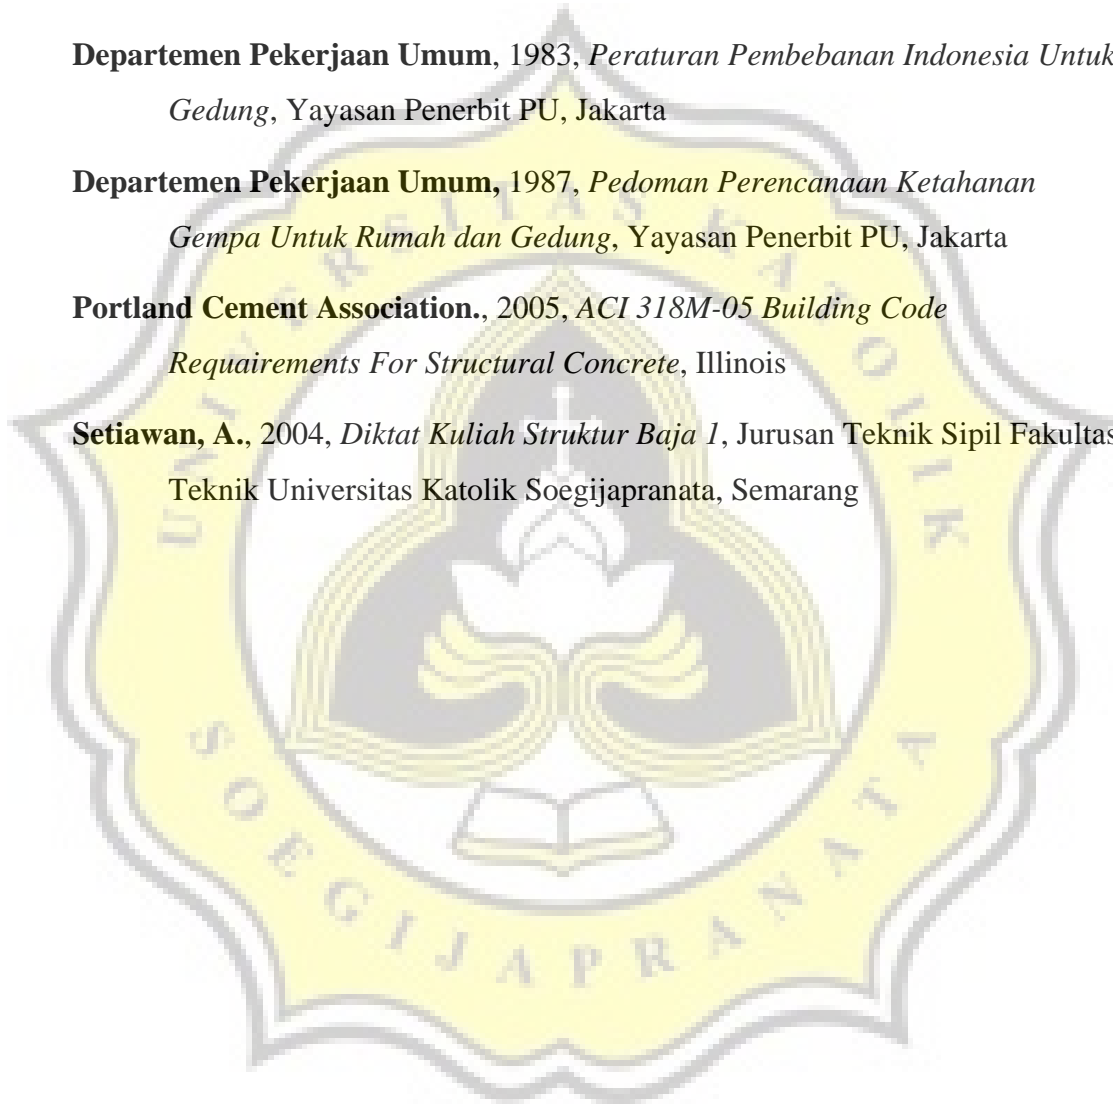 Departemen Pekerjaan Umum, 1983, Peraturan Pembebanan Indonesia Untuk
Gedung, Yayasan Penerbit PU, Jakarta
Departemen Pekerjaan Umum, 1987, Pedoman Perencanaan Ketahanan
Gempa Untuk Rumah dan Gedung, Yayasan Penerbit PU, Jakarta
Portland Cement Association., 2005, ACI 318M-05 Building Code
Requairements For Structural Concrete, Illinois
Setiawan, A., 2004, Diktat Kuliah Struktur Baja 1, Jurusan Teknik Sipil Fakultas
Teknik Universitas Katolik Soegijapranata, Semarang
UNIVERSITAS KATOLIK
SOEGIJAPRANATA